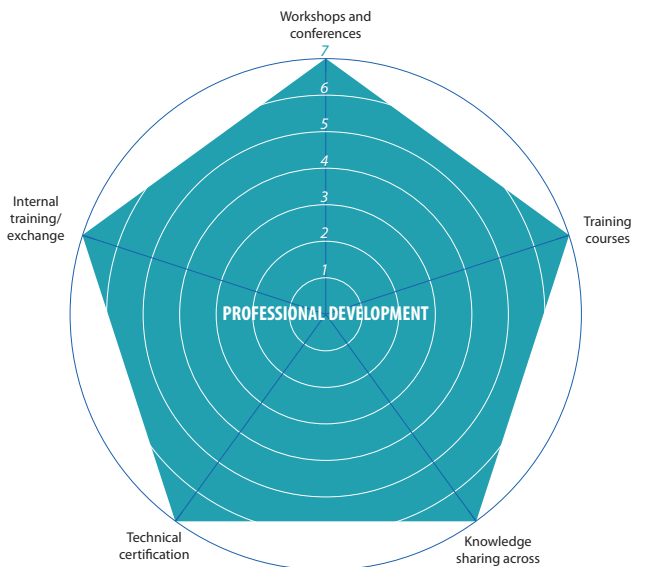 Workshops and
conferences
7
6
5
4
3
2
1
Internal
training/
exchange
Training
courses
PROFESSIONAL DEVELOPMENT
Technical
certification
Knowledge
sharing across